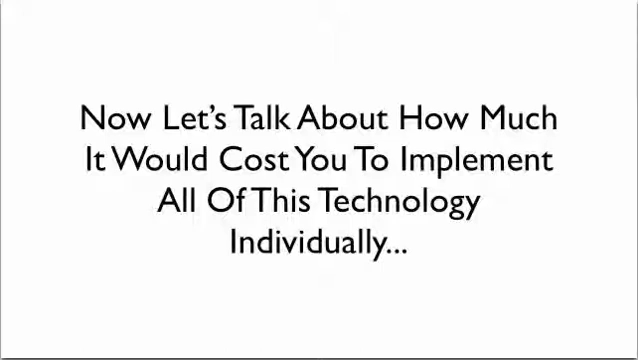 Now Let's Talk About How Much
It Would Cost You To Implement
All Of This Technology
Individually...